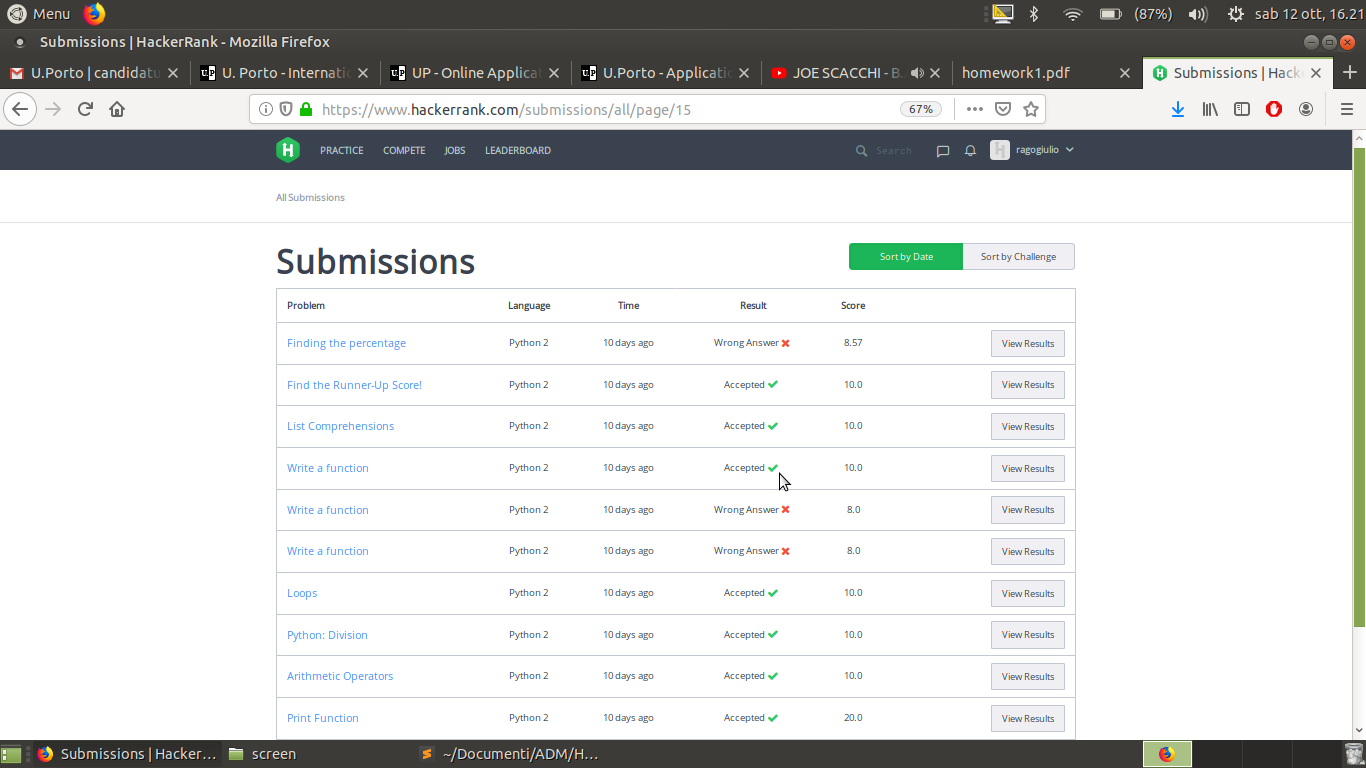 Menu (87%) sab 12 ott, 16.21
Submissions | HackerRank - Mozilla Firefox
U.Porto | candidatu U. Porto - Internatio UP - Online Applicat U.Porto - Applicatio JOE SCACCHI - B. homework1.pdf Submissions | Hack
https://www.hackerrank.com/submissions/all/page/15 67%
H PRACTICE COMPETE JOBS LEADERBOARD Search ragogiulio
All Submissions
Submissions Sort by Date Sort by Challenge
Problem Language Time Result Score
Finding the percentage Python 2 10 days ago Wrong Answer 8.57 View Results
Find the Runner-Up Score! Python 2 10 days ago Accepted 10.0 View Results
List Comprehensions Python 2 10 days ago Accepted 10.0 View Results
Write a function Python 2 10 days ago Accepted 10.0 View Results
Write a function Python 2 10 days ago Wrong Answer 8.0 View Results
Write a function Python 2 10 days ago Wrong Answer 8.0 View Results
Loops Python 2 10 days ago Accepted 10.0 View Results
Python: Division Python 2 10 days ago Accepted 10.0 View Results
Arithmetic Operators Python 2 10 days ago Accepted 10.0 View Results
Print Function Python 2 10 days ago Accepted 20.0 View Results
Submissions | Hacker... screen ~/Documenti/ADM/H...